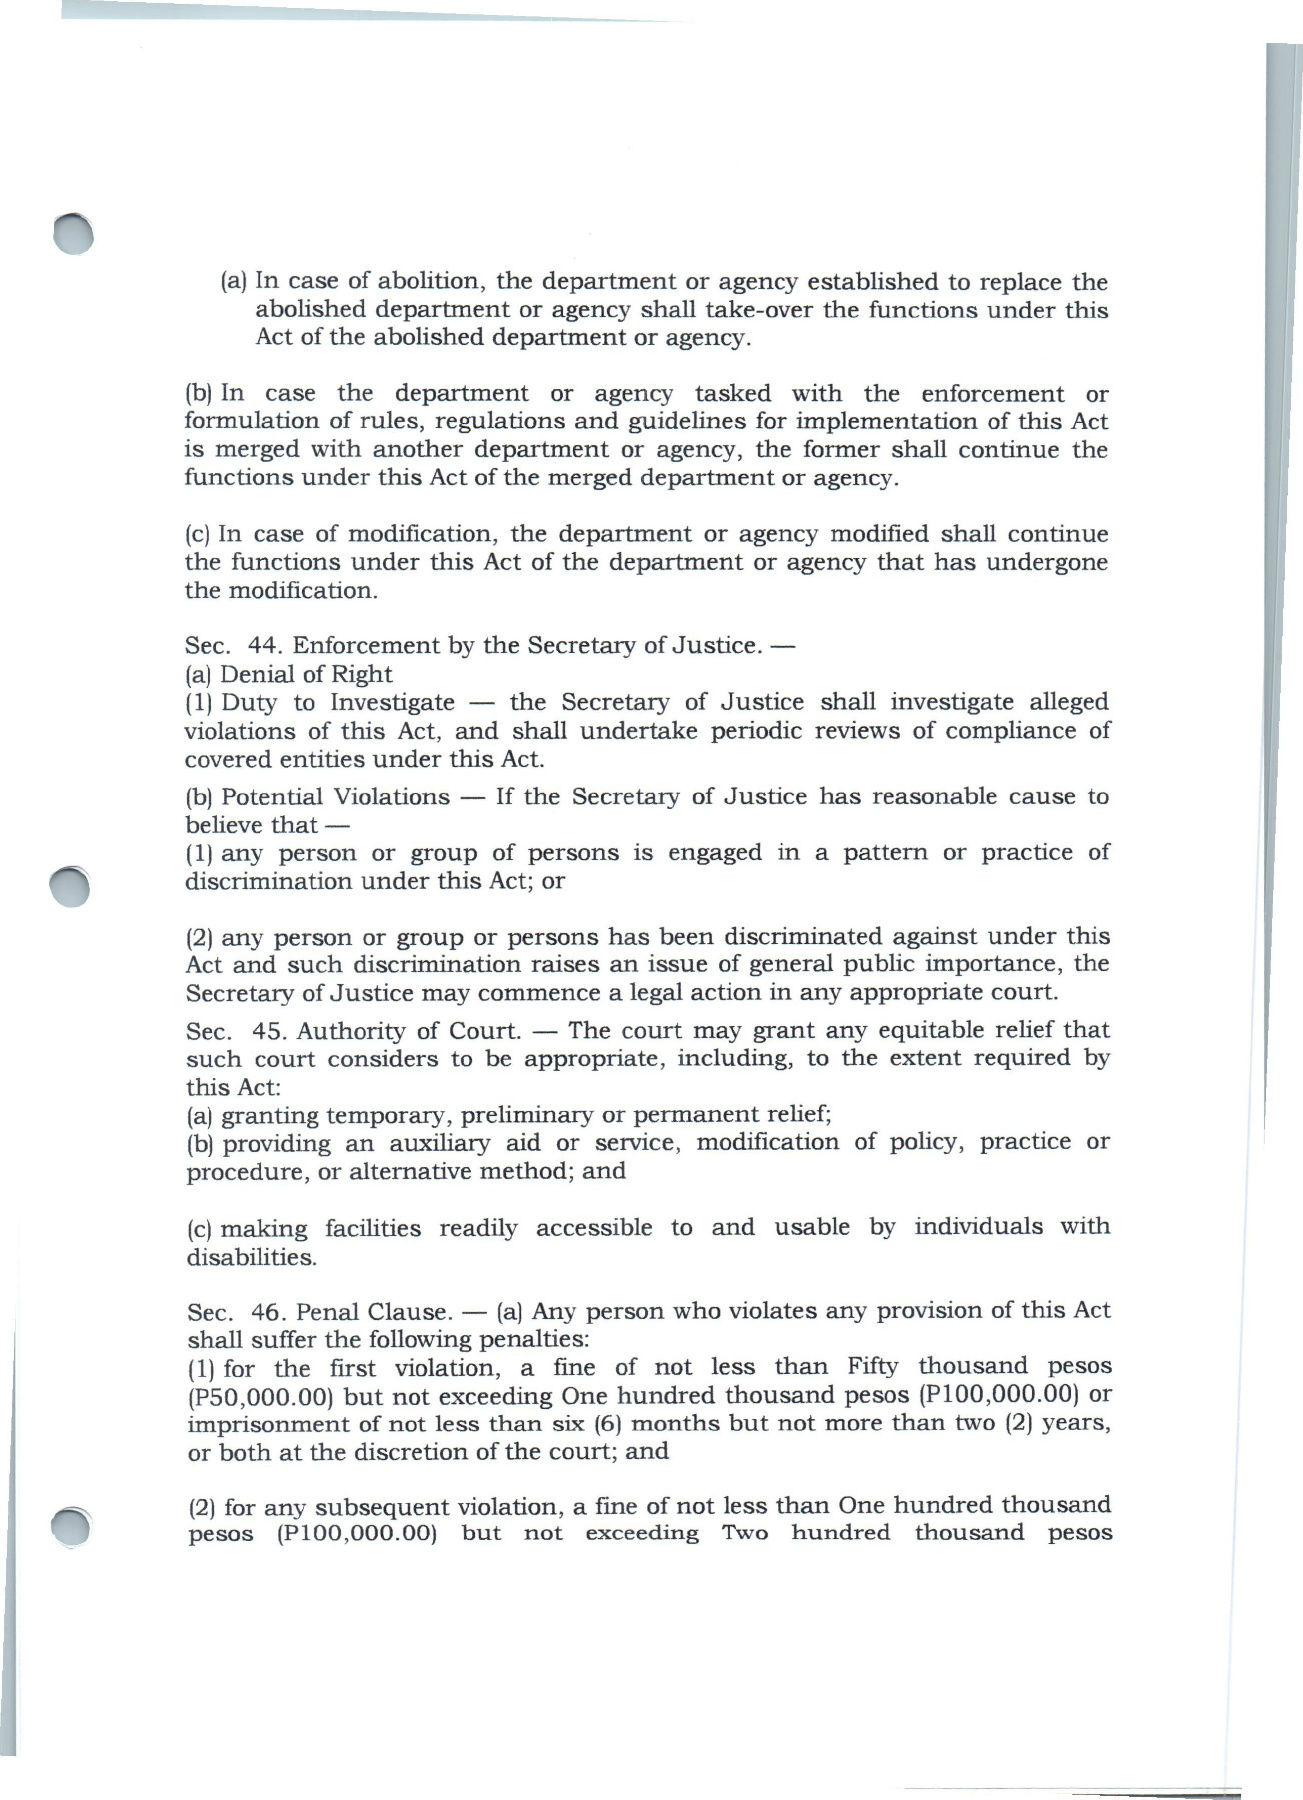 (a) In case of abolition, the department or agency established to replace the
abolished department or agency shall take-over the functions under this
Act of the abolished department or agency.
(b) In case the department or agency tasked with the enforcement or
formulation of rules, regulations and guidelines for implementation of this Act
is merged with another department or agency, the former shall continue the
functions under this Act of the merged department or agency.
(c) In case of modification, the department or agency modified shall continue
the functions under this Act of the department or agency that has undergone
the modification.
Sec. 44. Enforcement by the Secretary of Justice. —
(a) Denial of Right
(1) Duty to Investigate — the Secretary of Justice shall investigate alleged
violations of this Act, and shall undertake periodic reviews of compliance of
covered entities under this Act.
(b) Potential Violations — If the Secretary of Justice has reasonable cause to
believe that —
(1) any person or group of persons is engaged in a pattern or practice of
discrimination under this Act; or
(2) any person or group or persons has been discriminated against under this
Act and such discrimination raises an issue of general public importance, the
Secretary of Justice may commence a legal action in any appropriate court.
Sec. 45. Authority of Court. — The court may grant any equitable relief that
such court considers to be appropriate, including, to the extent required by
this Act:
(a) granting temporary, preliminary or permanent relief;
(b) providing an auxiliary aid or service, modification of policy, practice or
procedure, or alternative method; and
(c) making facilities readily accessible to and usable by individuals with
disabilities.
Sec. 46. Penal Clause. — (a) Any person who violates any provision of this Act
shall suffer the following penalties:
(1) for the first violation, a fine of not less than Fifty thousand pesos
(P50,000.00) but not exceeding One hundred thousand pesos (P100,000.00) or
imprisonment of not less than six (6) months but not more than two (2) years,
or both at the discretion of the court; and
(2) for any subsequent violation, a fine of not less than One hundred thousand
pesos (P100,000.00) but not exceeding Two hundred thousand pesos